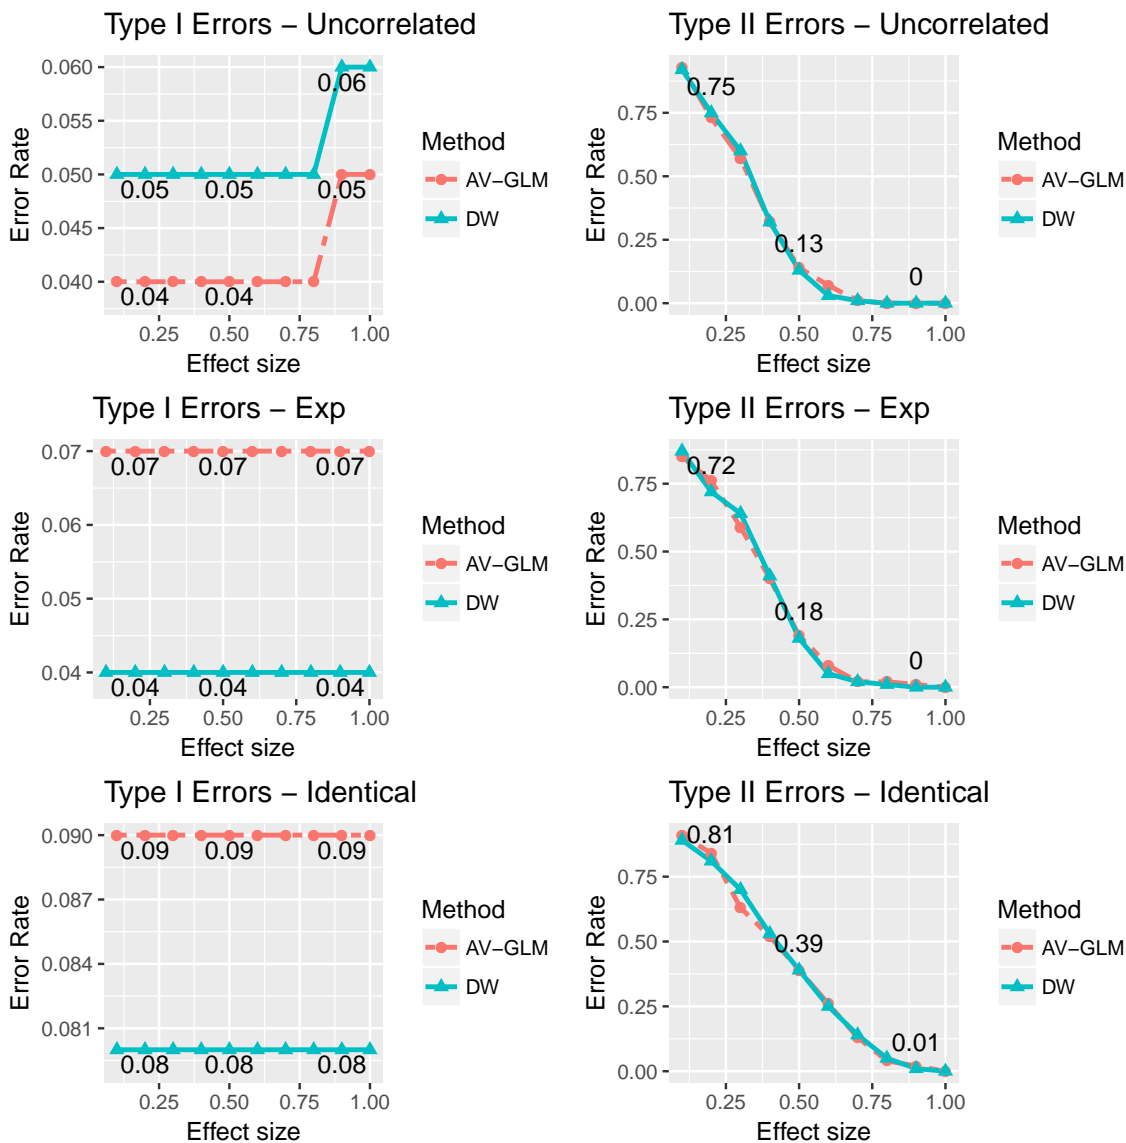 Type I Errors − Uncorrelated
Error Rate
0.060
0.055
0.050
0.045
0.040
0.06
0.05
0.05
0.05
0.04
0.04
0.25
0.50
0.75
1.00
Effect size
Method
AV−GLM
DW
Type II Errors − Uncorrelated
Error Rate
0.75
0.50
0.25
0.00
0.75
0.13
0
0.25
0.50
0.75
1.00
Effect size
Method
AV−GLM
DW
Type I Errors − Exp
Error Rate
0.07
0.06
0.05
0.04
0.07
0.07
0.07
0.04
0.04
0.04
0.25
0.50
0.75
1.00
Effect size
Method
AV−GLM
DW
Type II Errors − Exp
Error Rate
0.75
0.50
0.25
0.00
0.72
0.18
0
0.25
0.50
0.75
1.00
Effect size
Method
AV−GLM
DW
Type I Errors − Identical
Error Rate
0.090
0.087
0.084
0.081
0.09
0.09
0.09
0.08
0.08
0.08
0.25
0.50
0.75
1.00
Effect size
Method
AV−GLM
DW
Type II Errors − Identical
Error Rate
0.75
0.50
0.25
0.00
0.81
0.39
0.01
0.25
0.50
0.75
1.00
Effect size
Method
AV−GLM
DW